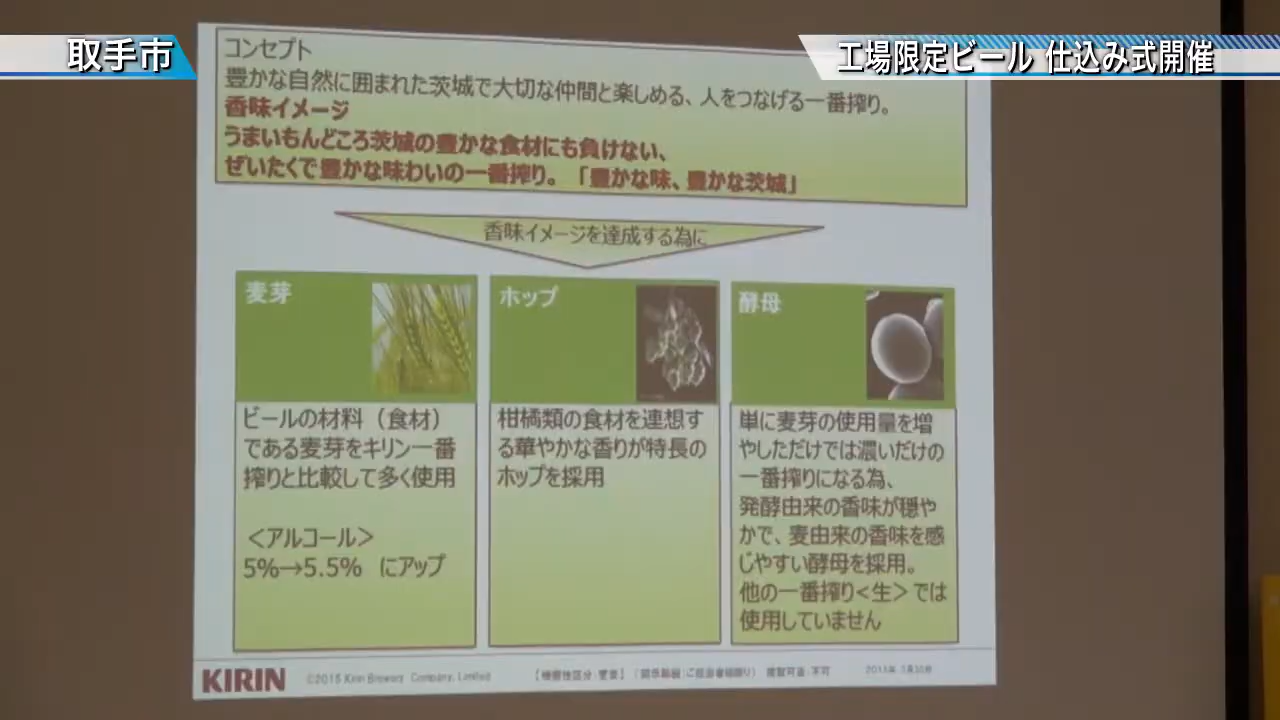 取手市
工場限定ビール 仕込み式開催
コンセプト
豊かな自然に囲まれた茨城で大切な仲間と楽しめる、人をつなげる一番搾り。
香味イメージ
うまいもんどころ茨城の豊かな食材にも負けない、
ぜいたくで豊かな味わいの一番搾り。「豊かな味、豊かな茨城」
香味イメージを達成する為に
麦芽
ビールの材料(食材)
である麦芽をキリン一番
搾りと比較して多く使用
<アルコール>
5%→5.5% にアップ
ホップ
柑橘類の食材を連想す
る華やかな香りが特長の
ホップを採用
酵母
単に麦芽の使用量を増
やしただけでは濃いだけの
一番搾りになる為、
発酵由来の香味が穏や
かで、麦由来の香味を感
じやすい酵母を採用。
他の一番搾り<生>では
使用していません
KIRIN
©2015 Kirin Brewery Company, Limited